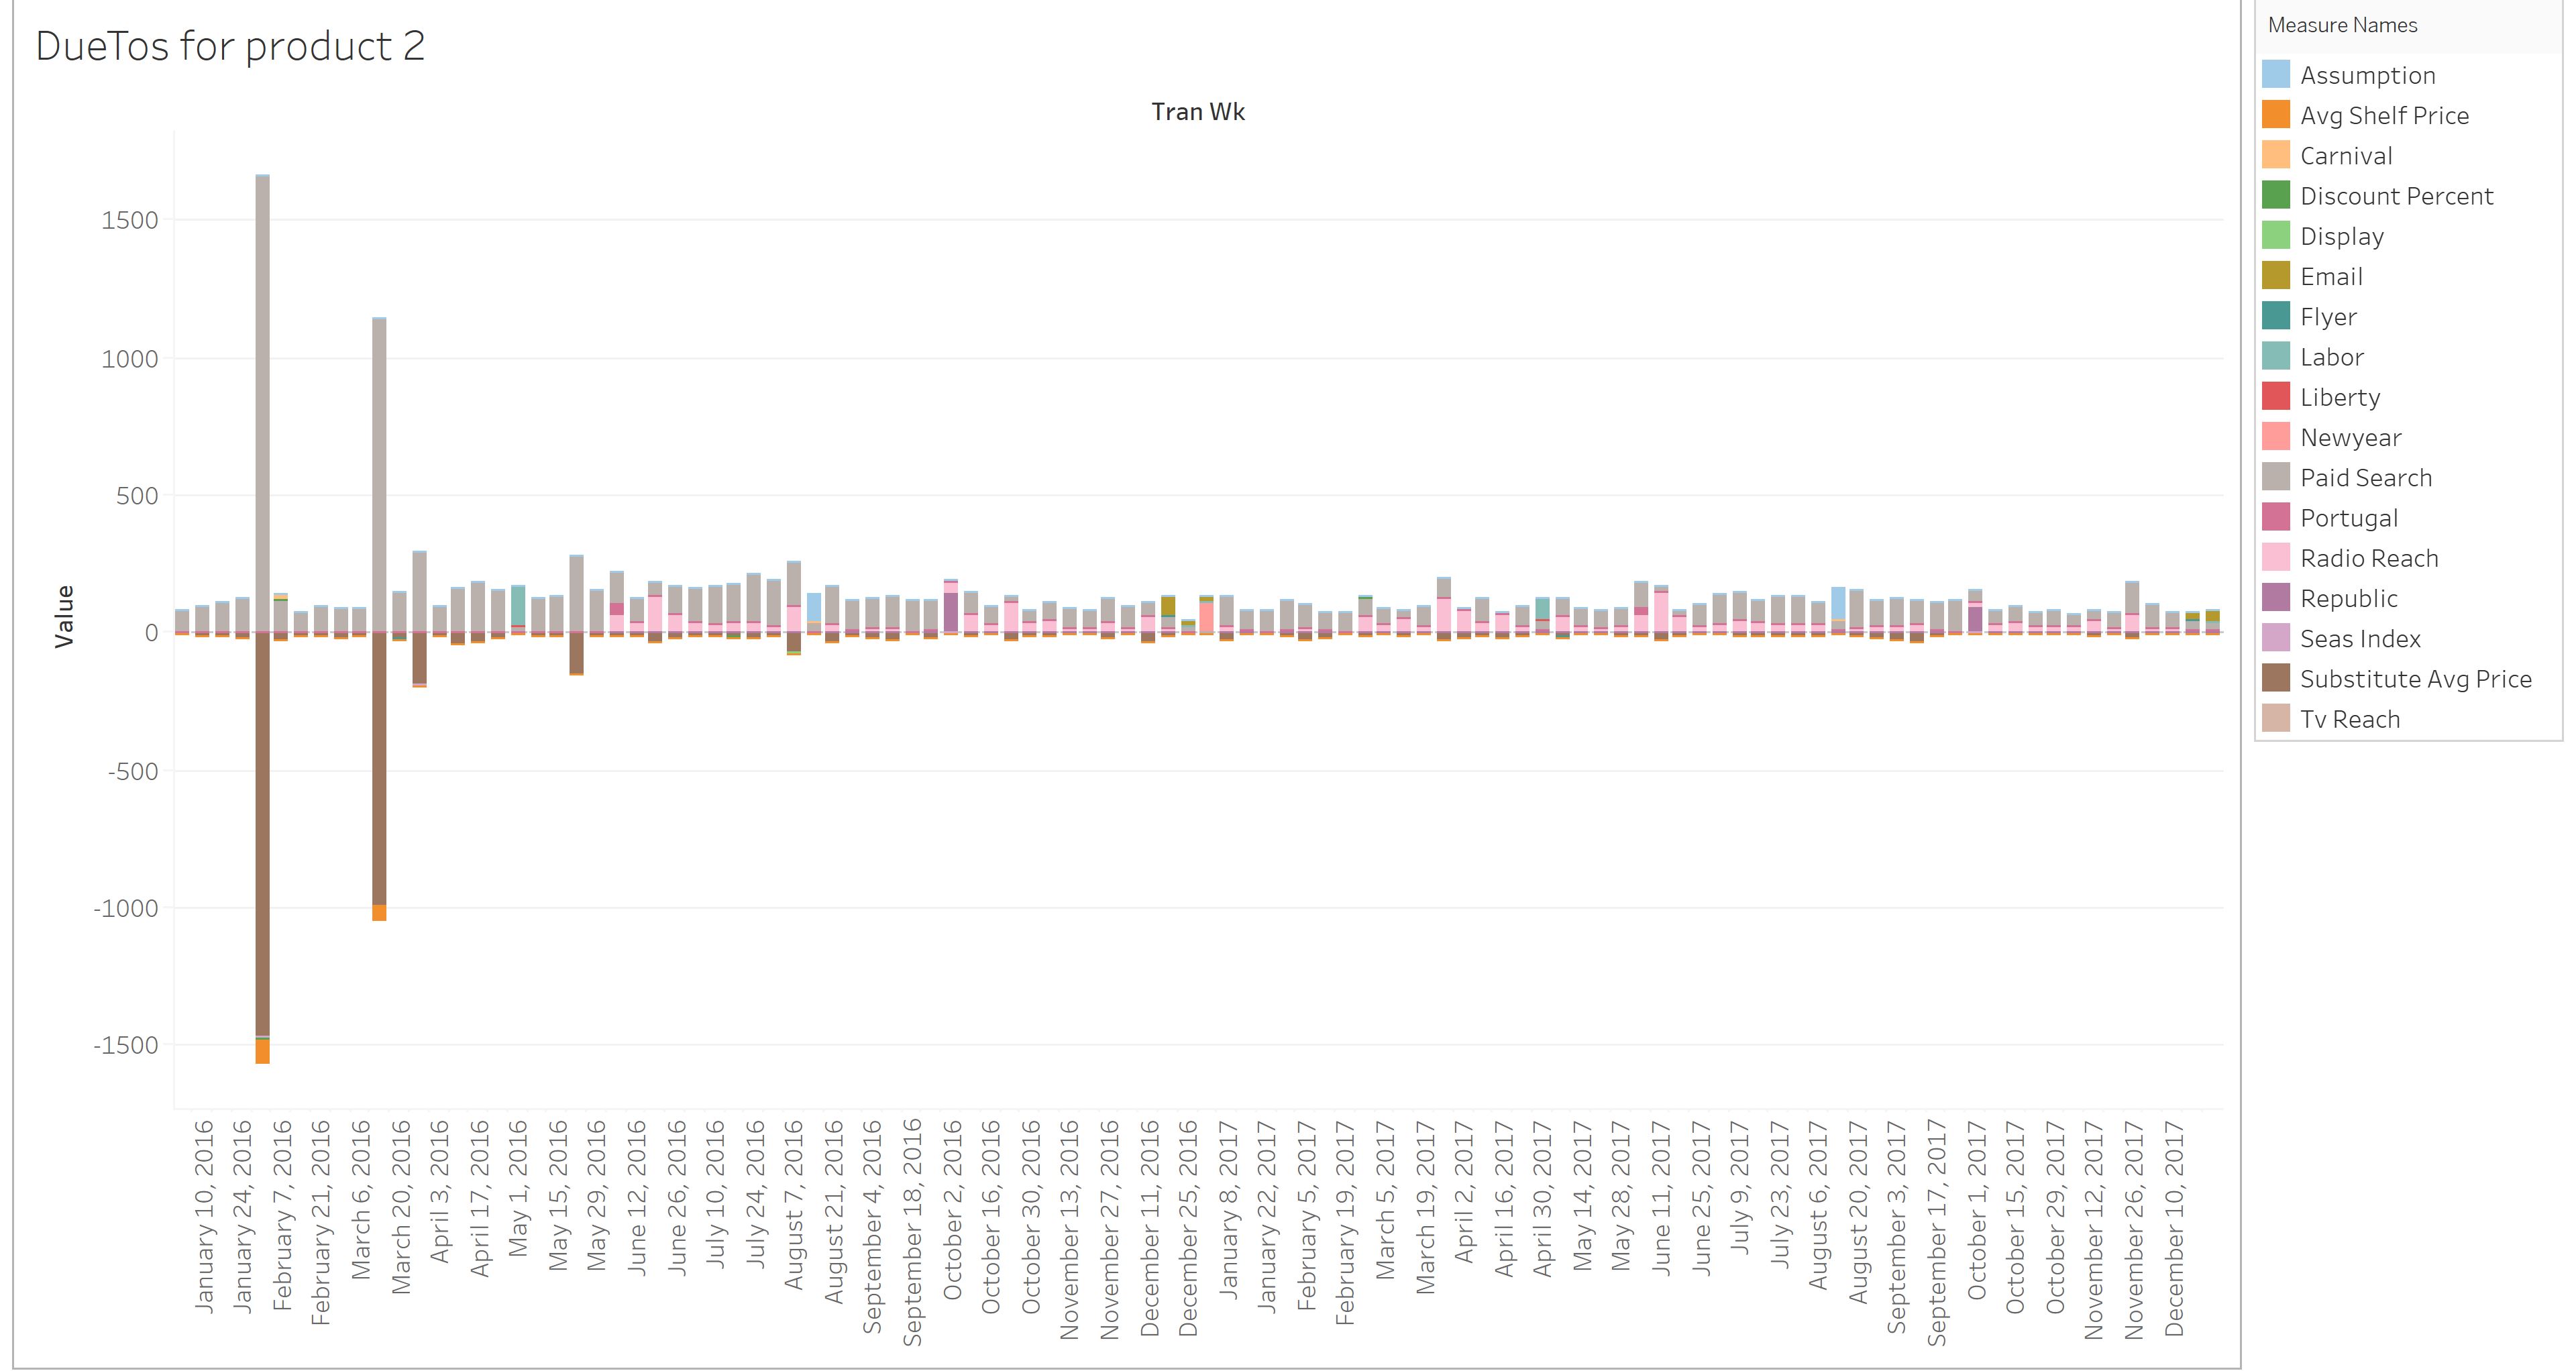 DueTos for product 2
Tran Wk
Value
1500
1000
500
0
-500
-1000
-1500
January 10, 2016
January 24, 2016
February 7, 2016
February 21, 2016
March 6, 2016
March 20, 2016
April 3, 2016
April 17, 2016
May 1, 2016
May 15, 2016
May 29, 2016
June 12, 2016
June 26, 2016
July 10, 2016
July 24, 2016
August 7, 2016
August 21, 2016
September 4, 2016
September 18, 2016
October 2, 2016
October 16, 2016
October 30, 2016
November 13, 2016
November 27, 2016
December 11, 2016
December 25, 2016
January 8, 2017
January 22, 2017
February 5, 2017
February 19, 2017
March 5, 2017
March 19, 2017
April 2, 2017
April 16, 2017
April 30, 2017
May 14, 2017
May 28, 2017
June 11, 2017
June 25, 2017
July 9, 2017
July 23, 2017
August 6, 2017
August 20, 2017
September 3, 2017
September 17, 2017
October 1, 2017
October 15, 2017
October 29, 2017
November 12, 2017
November 26, 2017
December 10, 2017
Measure Names
Assumption
Avg Shelf Price
Carnival
Discount Percent
Display
Email
Flyer
Labor
Liberty
Newyear
Paid Search
Portugal
Radio Reach
Republic
Seas Index
Substitute Avg Price
Tv Reach